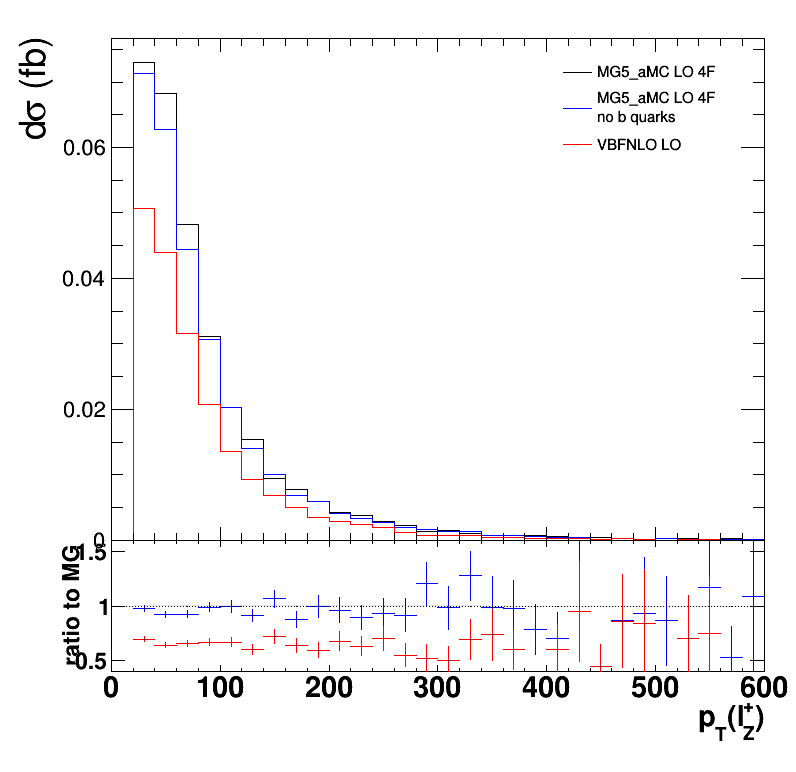 dσ (fb)
MG5_aMC LO 4F
MG5_aMC LO 4F
no b quarks
VBFNLO LO
0.06
0.04
0.02
0
ratio to MG
1.5
1
0.5
0 100 200 300 400 500 600
p_T(l_Z^+)